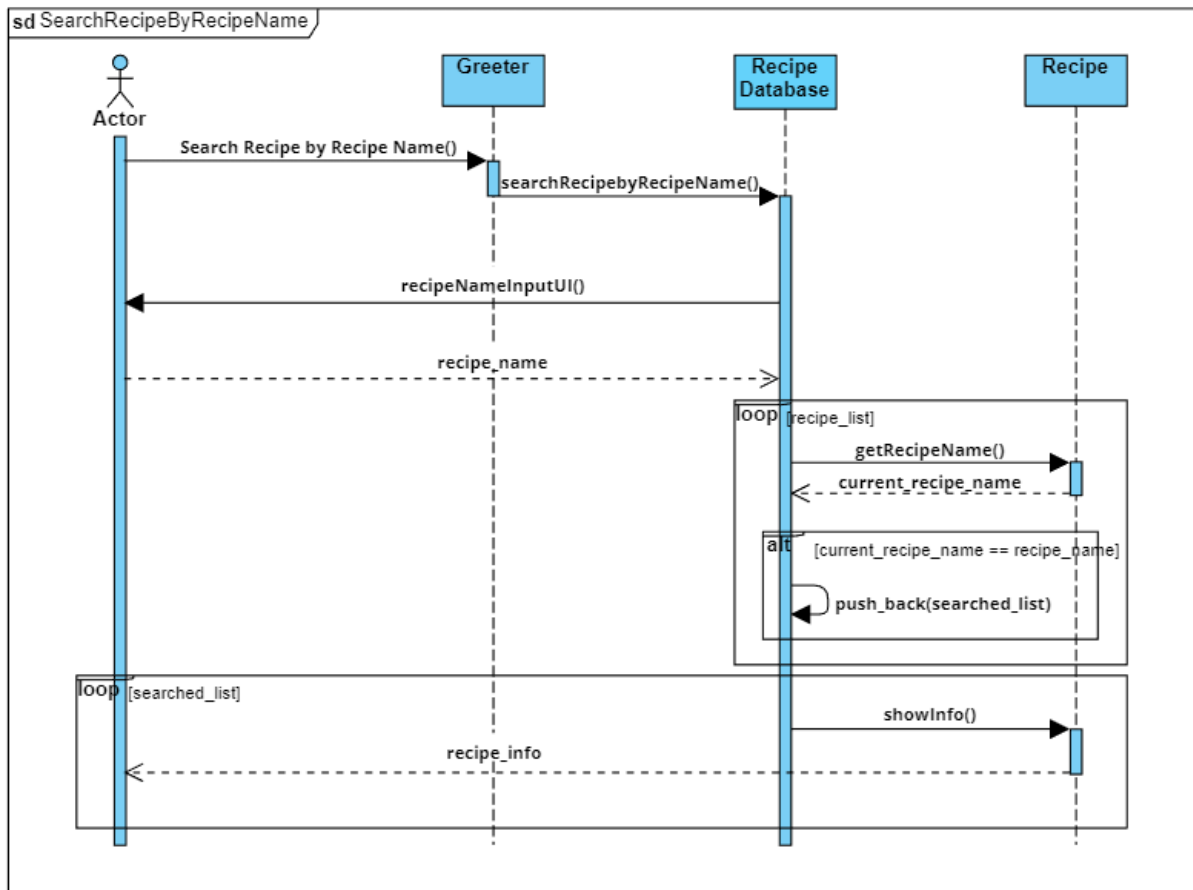 sd SearchRecipeByRecipeName
Actor
Greeter
Recipe
Database
Recipe
Search Recipe by Recipe Name()
searchRecipebyRecipeName()
recipeNameInputUI()
recipe_name
loop [recipe_list]
getRecipeName()
current_recipe_name
alt [current_recipe_name == recipe_name]
push_back(searched_list)
loop [searched_list]
showInfo()
recipe_info